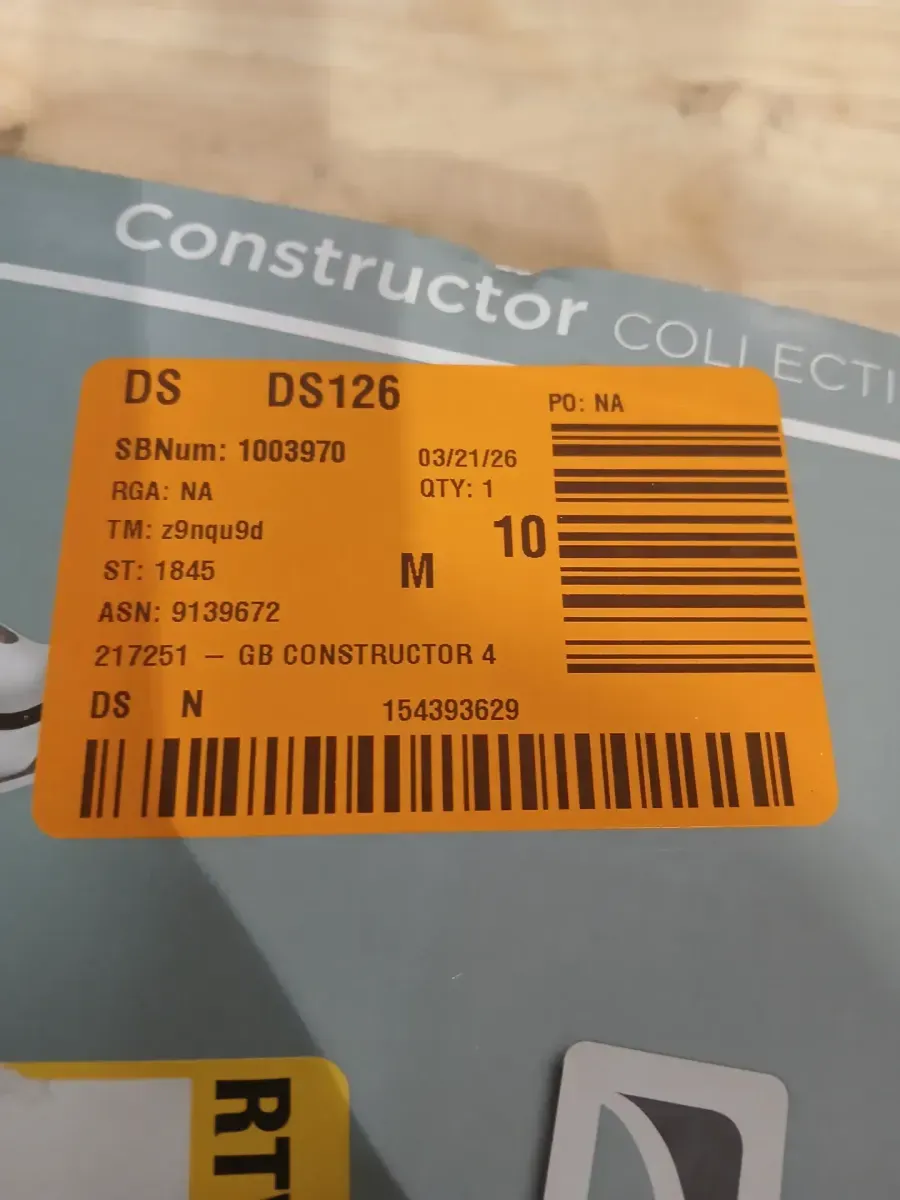 Constructor COLLECTI
DS DS126
PO: NA
SBNum: 1003970
03/21/26
RGA: NA
QTY: 1
TM: z9nqu9d
10
ST: 1845
M
ASN: 9139672
217251 – GB CONSTRUCTOR 4
DS N
154393629
RT